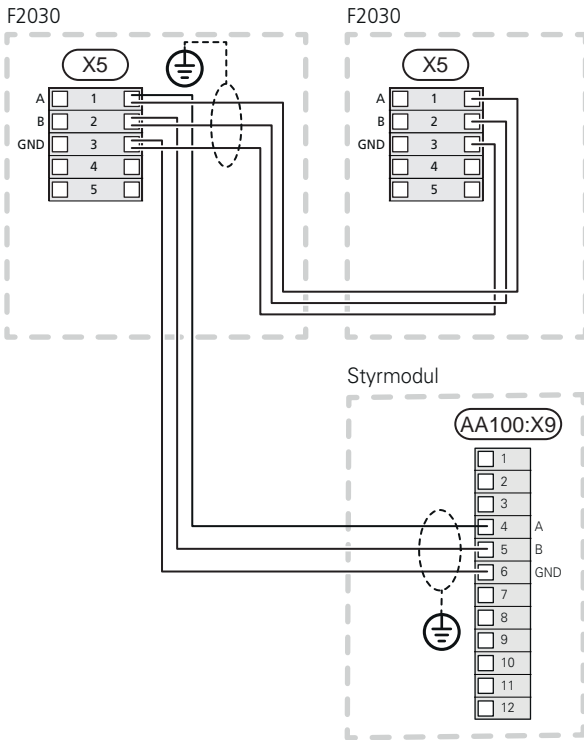 F2030
F2030
X5
X5
A 1
B 2
GND 3
4
5
A 1
B 2
GND 3
4
5
Styrmodul
AA100:X9
1
2
3
4 A
5 B
6 GND
7
8
9
10
11
12